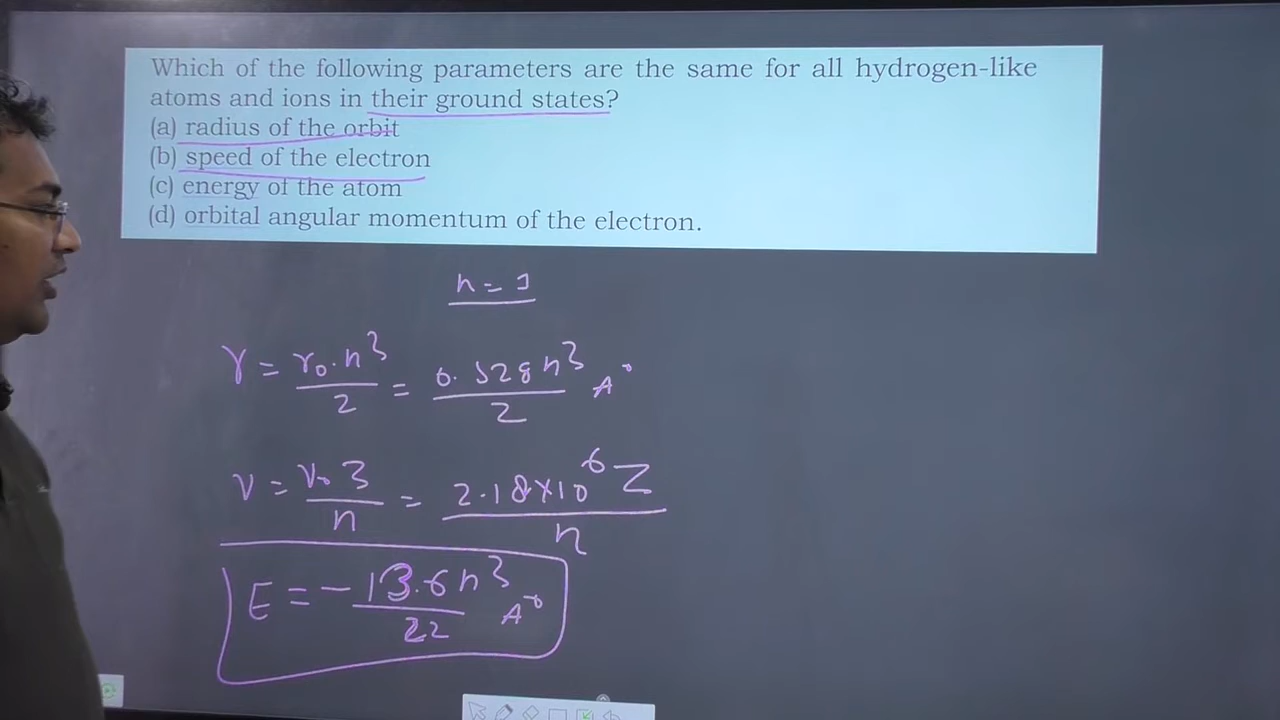 Which of the following parameters are the same for all hydrogen-like
atoms and ions in their ground states?
(a) radius of the orbit
(b) speed of the electron
(c) energy of the atom
(d) orbital angular momentum of the electron.
n = 1
r = r₀.n³/2 = 0.528n³/2 A°
v = v₀ 3/n = 2.18×10⁶ Z/n
E = -13.6n³/22 A°